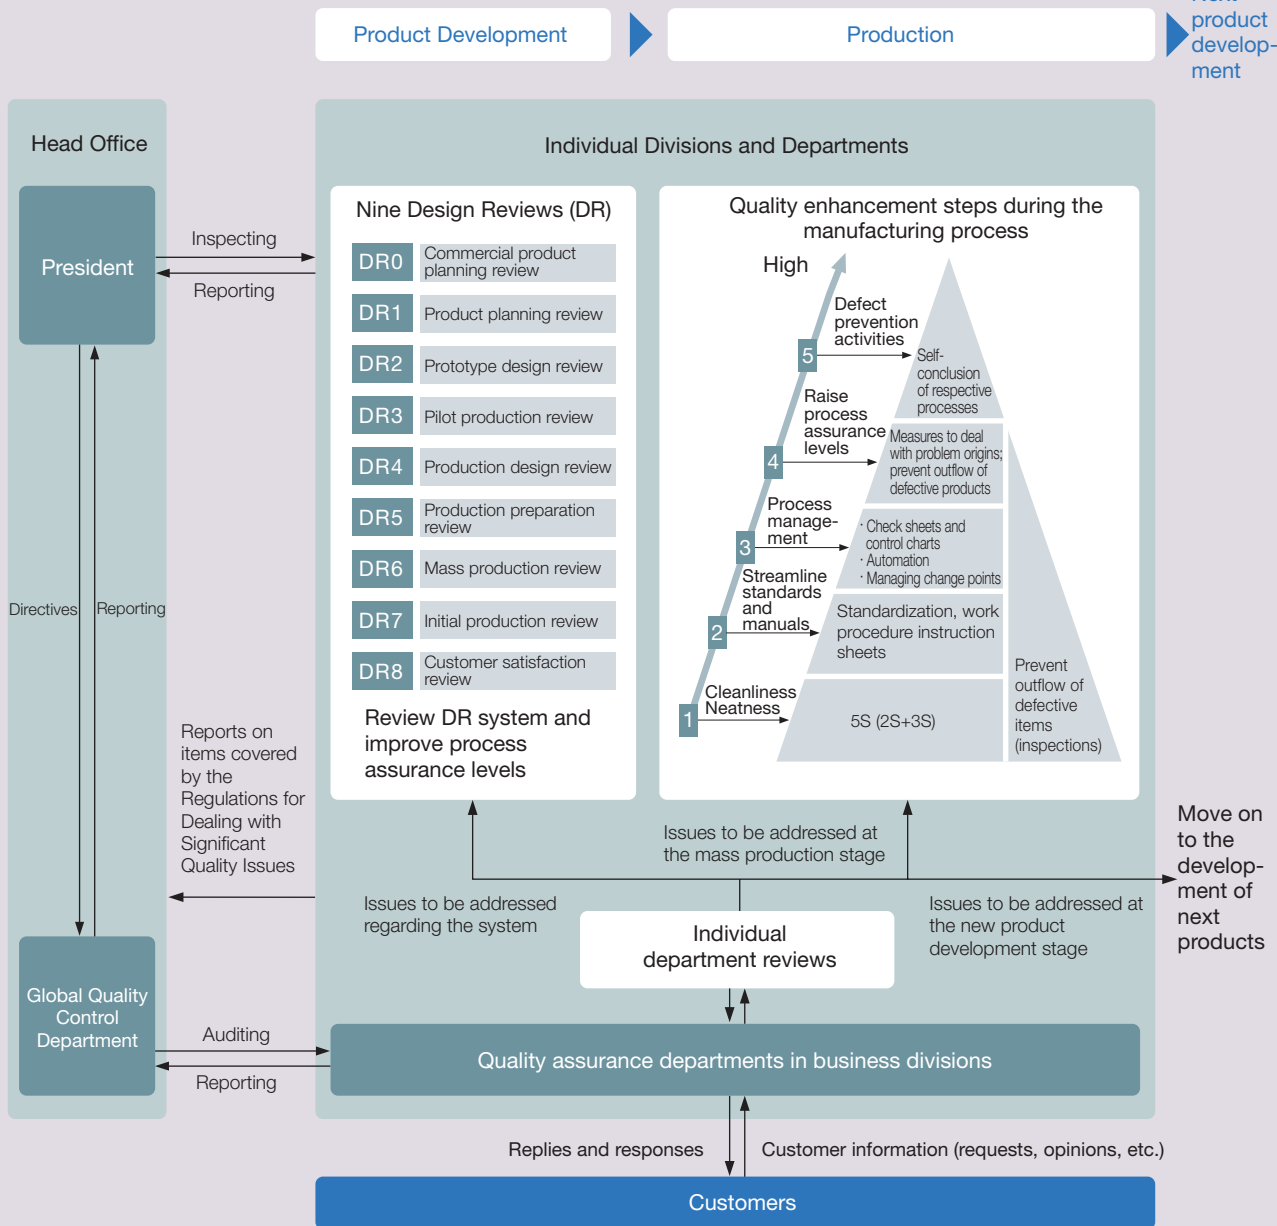 Product Development
Production
Next
product
develop-
ment
Head Office
Individual Divisions and Departments
President
Inspecting
Reporting
Directives
Reporting
Reports on
items covered
by the
Regulations for
Dealing with
Significant
Quality Issues
Global Quality
Control
Department
Auditing
Reporting
Nine Design Reviews (DR)
DR0
Commercial product
planning review
DR1
Product planning review
DR2
Prototype design review
DR3
Pilot production review
DR4
Production design review
DR5
Production preparation
review
DR6
Mass production review
DR7
Initial production review
DR8
Customer satisfaction
review
Review DR system and
improve process
assurance levels
Quality enhancement steps during the
manufacturing process
High
Defect
prevention
activities
5
Self-
conclusion
of respective
processes
Raise
process
assurance
levels
4
Measures to deal
with problem origins;
prevent outflow of
defective products
Process
manage-
ment
3
· Check sheets and
control charts
· Automation
· Managing change points
Streamline
standards
and
manuals
2
Standardization, work
procedure instruction
sheets
Cleanliness
Neatness
1
5S (2S+3S)
Prevent
outflow of
defective
items
(inspections)
Issues to be addressed at
the mass production stage
Issues to be addressed
regarding the system
Issues to be addressed at
the new product
development stage
Move on
to the
develop-
ment of
next
products
Individual
department reviews
Quality assurance departments in business divisions
Replies and responses
Customer information (requests, opinions, etc.)
Customers